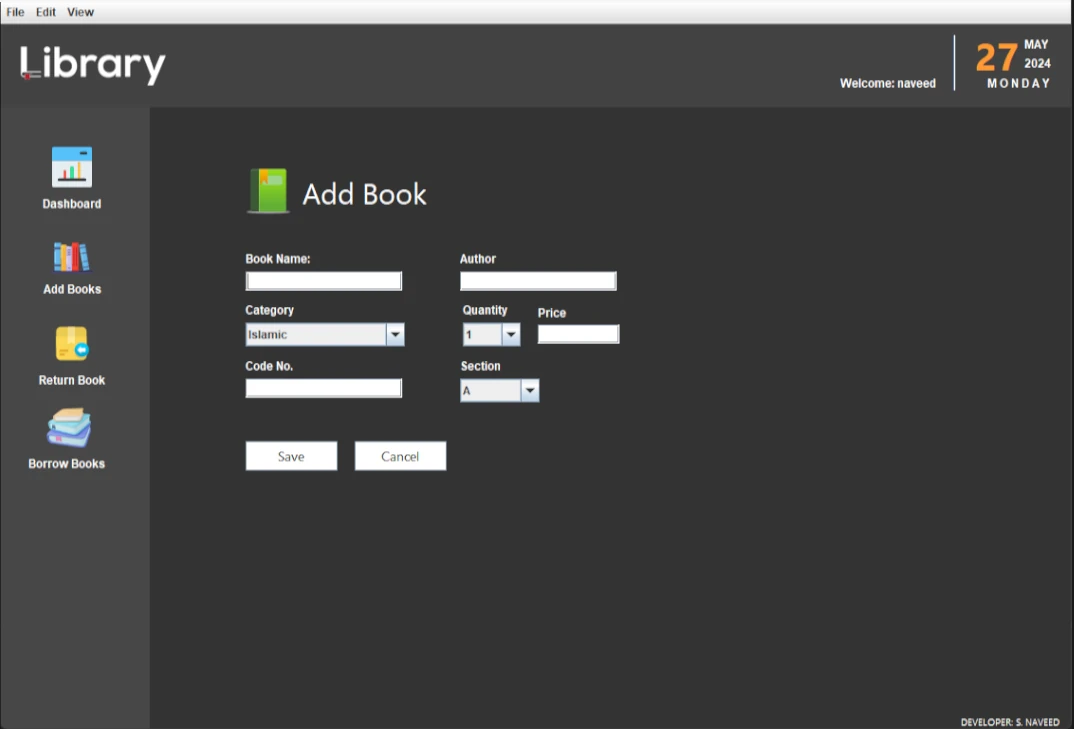 File Edit View
Library
27 MAY
2024
MONDAY
Welcome: naveed
Dashboard
Add Books
Return Book
Borrow Books
Add Book
Book Name: Author
Category Quantity Price
Islamic 1
Code No. Section
A
Save Cancel
DEVELOPER: S. NAVEED